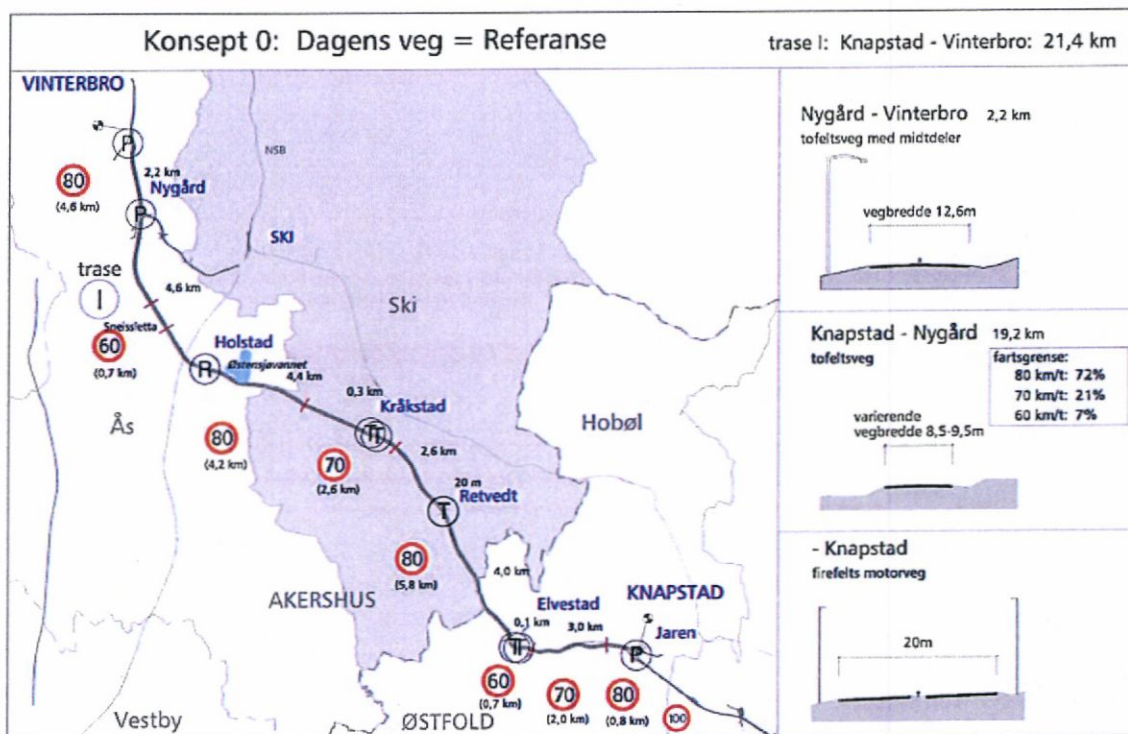 Konsept 0: Dagens veg = Referanse
trase I: Knapstad - Vinterbro: 21,4 km
VINTERBRO
P
NSB
2,2 km
Nygård
80
(4,6 km)
P
SKI
trase
I
4,6 km
Ski
Sneissletta
60
(0,7 km)
Holstad
R
Østensjøvannet
4,4 km
0,3 km
Kråkstad
Ås
TT
Hobøl
80
(4,2 km)
70
(2,6 km)
2,6 km
20 m
Retvedt
T
80
(5,8 km)
4,0 km
AKERSHUS
Elvestad
KNAPSTAD
0,1 km
3,0 km
Jaren
TT
P
60
(0,7 km)
70
(2,0 km)
80
(0,8 km)
100
Vestby
ØSTFOLD
Nygård - Vinterbro 2,2 km
tofeltsveg med midtdeler
vegbredde 12,6m
Knapstad - Nygård 19,2 km
tofeltsveg
fartsgrense:
80 km/t: 72%
70 km/t: 21%
60 km/t: 7%
varierende
vegbredde 8,5-9,5m
- Knapstad
firefelts motorveg
20m